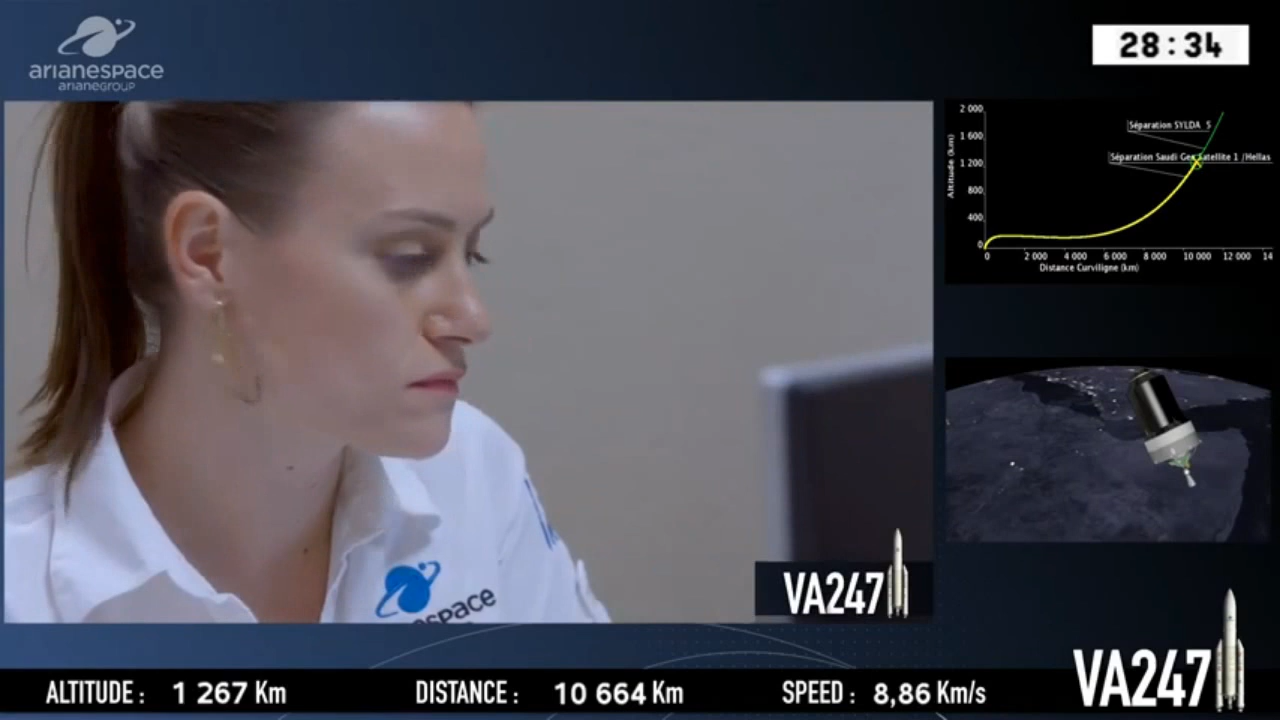 arianespace
arianeGROUP
28:34
2 000
1 600
1 200
800
400
0
Altitude (km)
Séparation SYLDA 5
Séparation Saudi Geo Satellite 1 /Hellas
0 2 000 4 000 6 000 8 000 10 000 12 000 14
Distance Curviligne (km)
espace
VA247
ALTITUDE : 1 267 Km DISTANCE : 10 664 Km SPEED : 8,86 Km/s
VA247